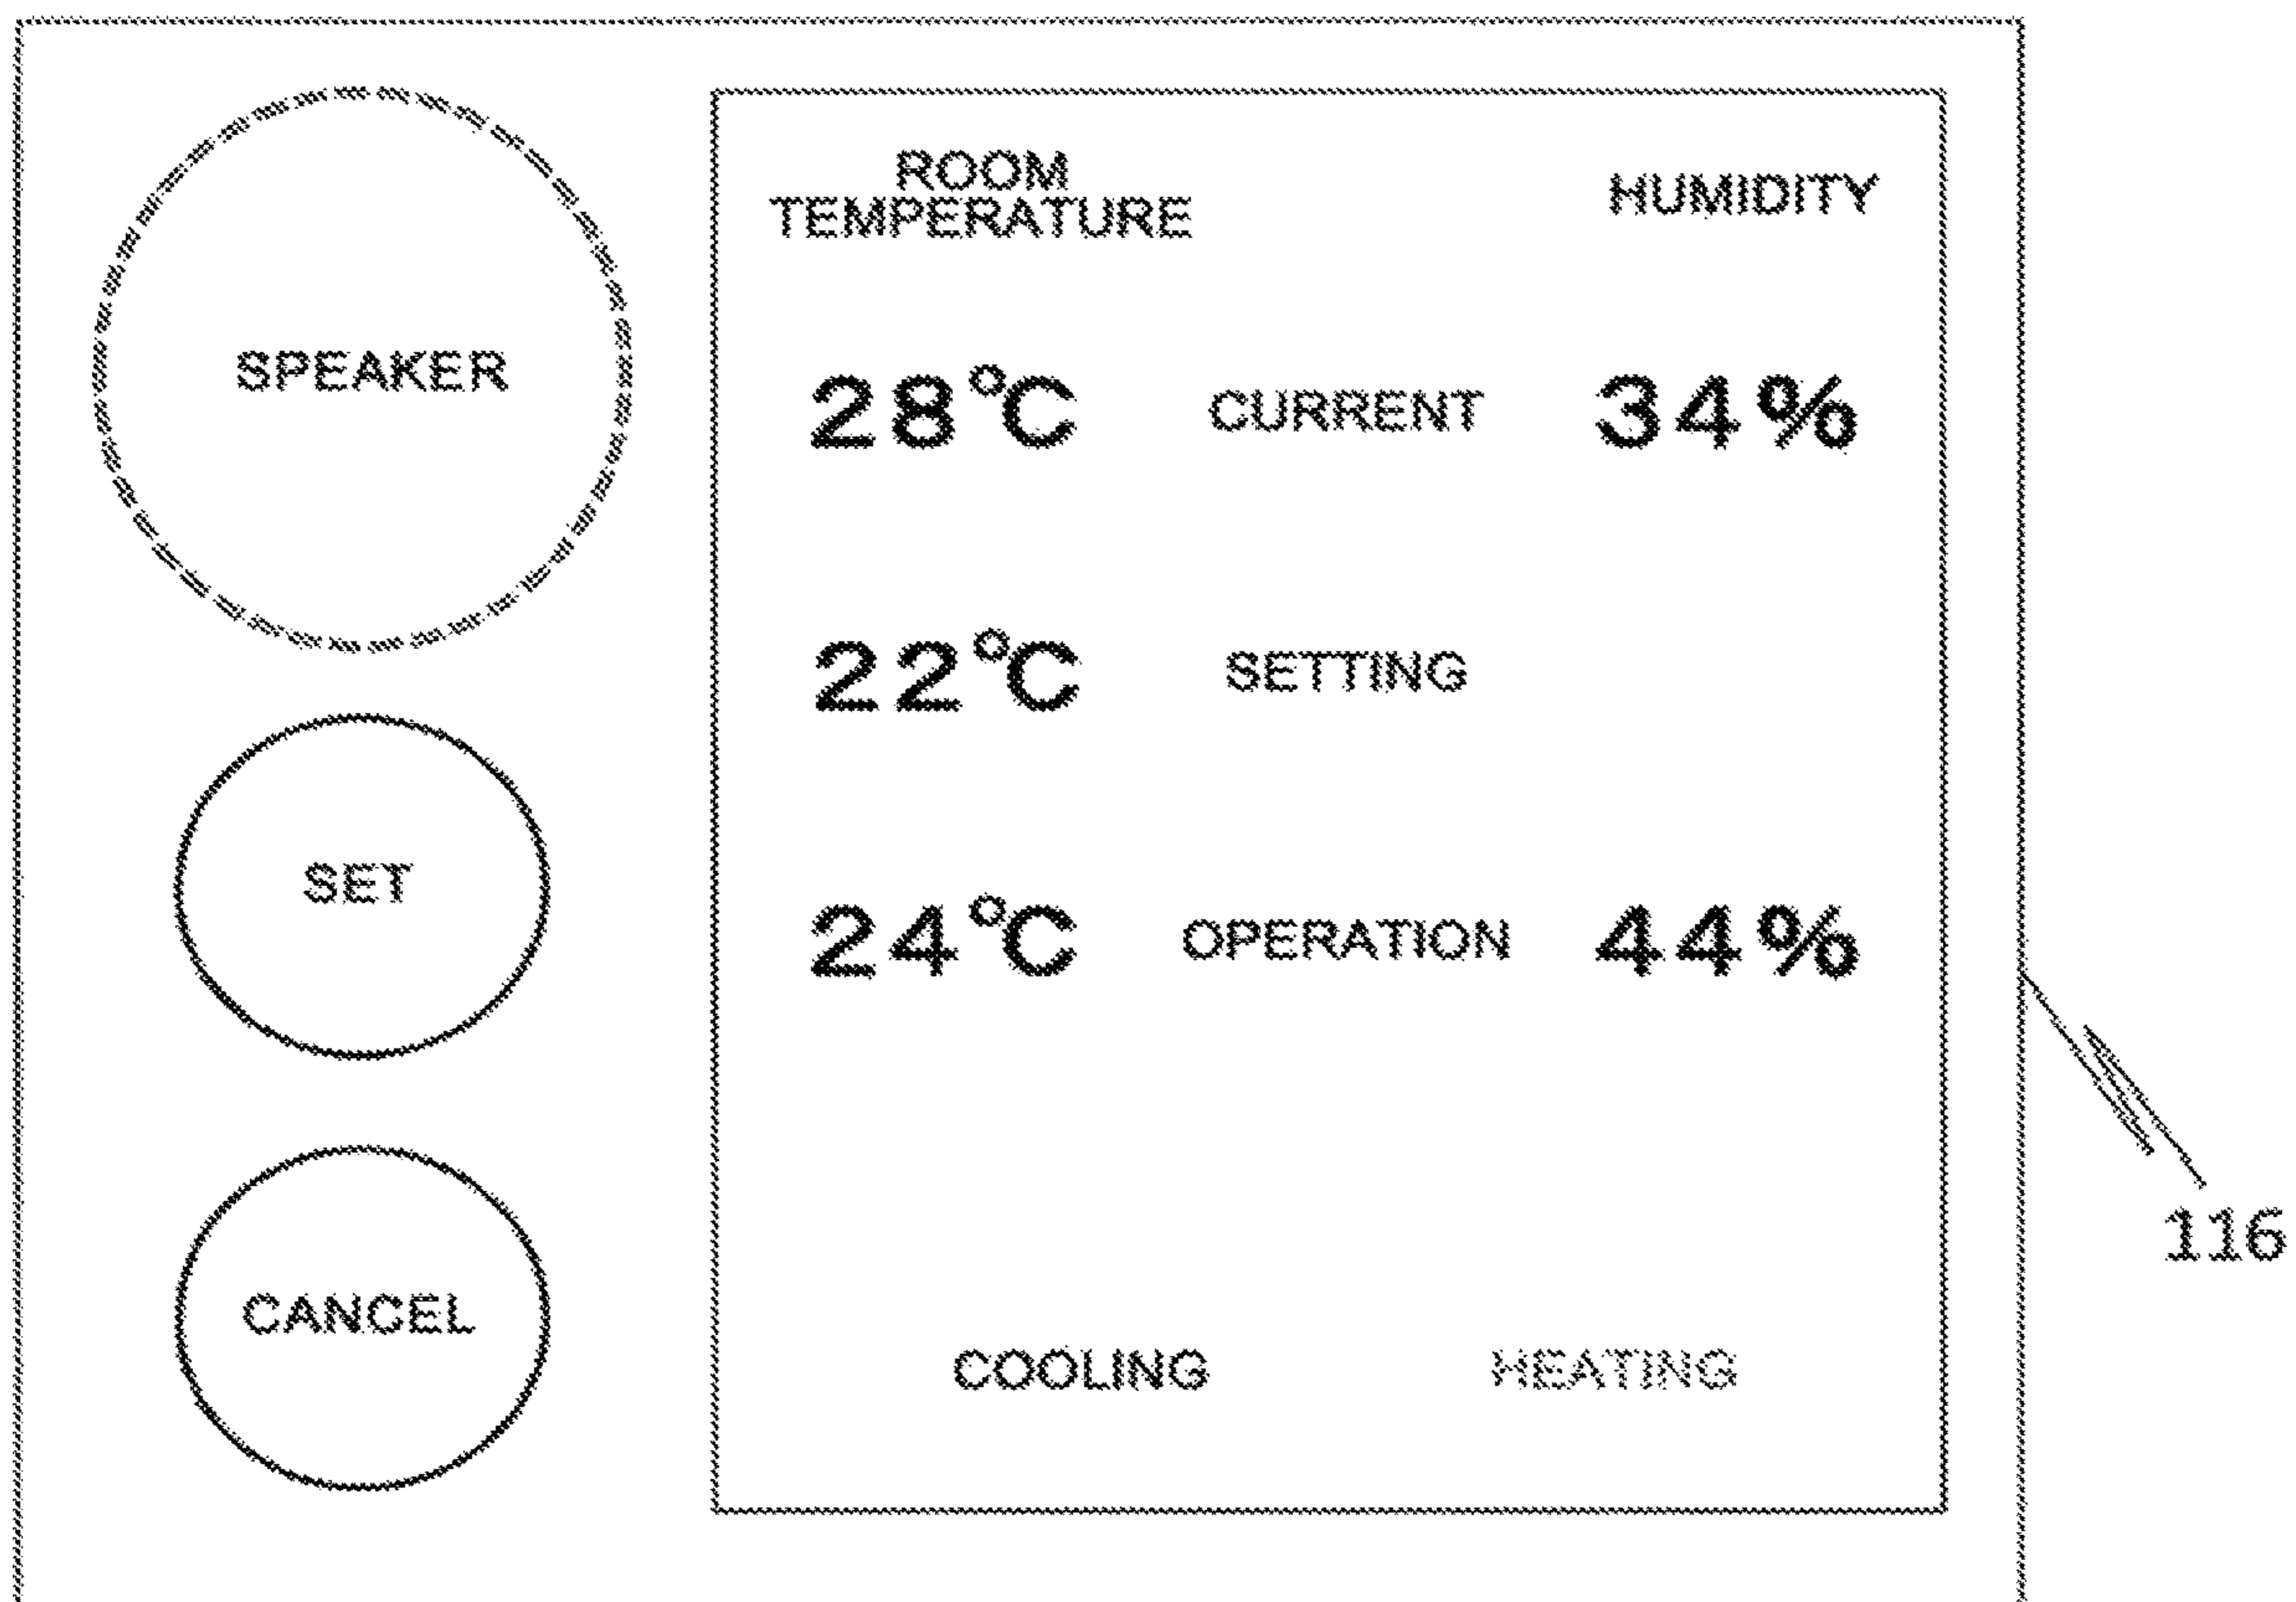 SPEAKER
SET
CANCEL
ROOM
TEMPERATURE
HUMIDITY
28℃ CURRENT 34%
22℃ SETTING
24℃ OPERATION 44%
COOLING HEATING
116